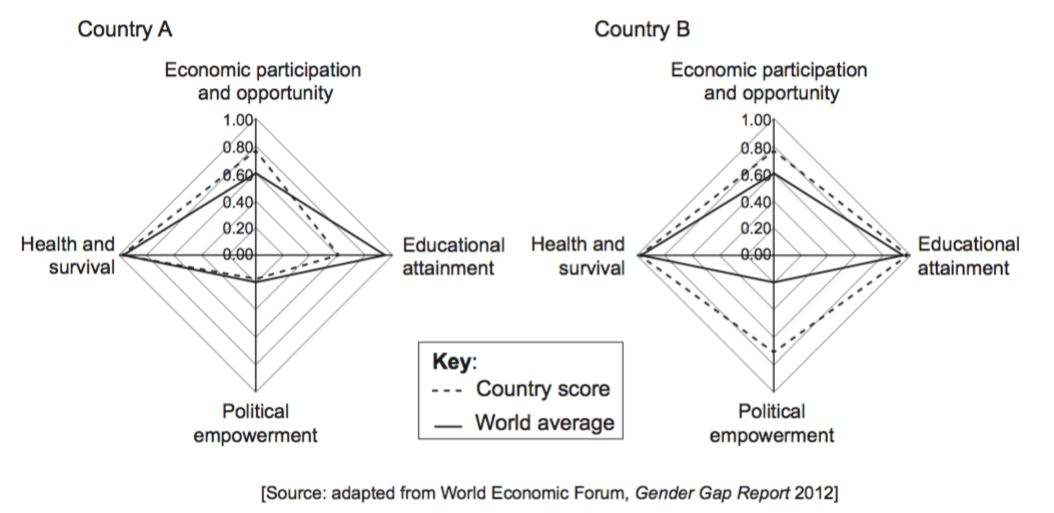 Country A
Economic participation
and opportunity
1.00
0.80
0.60
0.40
0.20
0.00
Health and
survival
Educational
attainment
Political
empowerment
Country B
Economic participation
and opportunity
1.00
0.80
0.60
0.40
0.20
0.00
Health and
survival
Educational
attainment
Political
empowerment
Key:
Country score
World average
[Source: adapted from World Economic Forum, Gender Gap Report 2012]